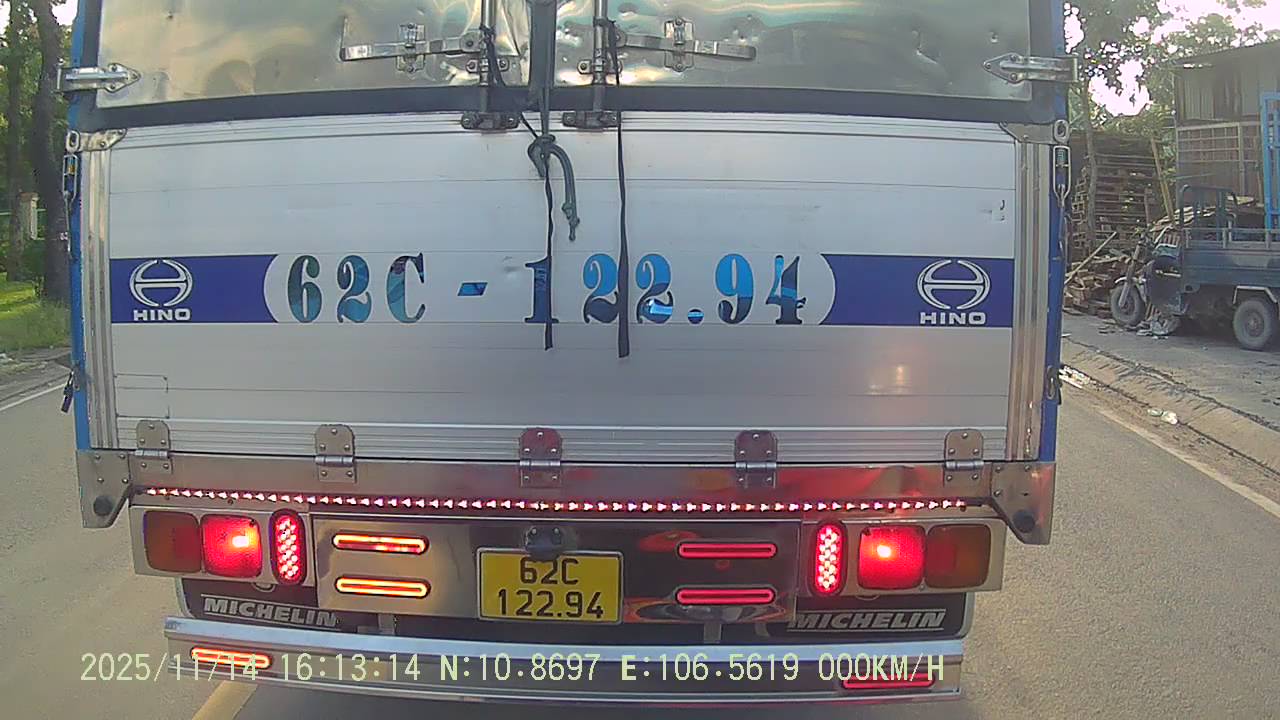 62C - 122.94
HINO
HINO
62C
122.94
MICHELIN
MICHELIN
2025/11/14 16:13:14 N:10.8697 E:106.5619 000KM/H